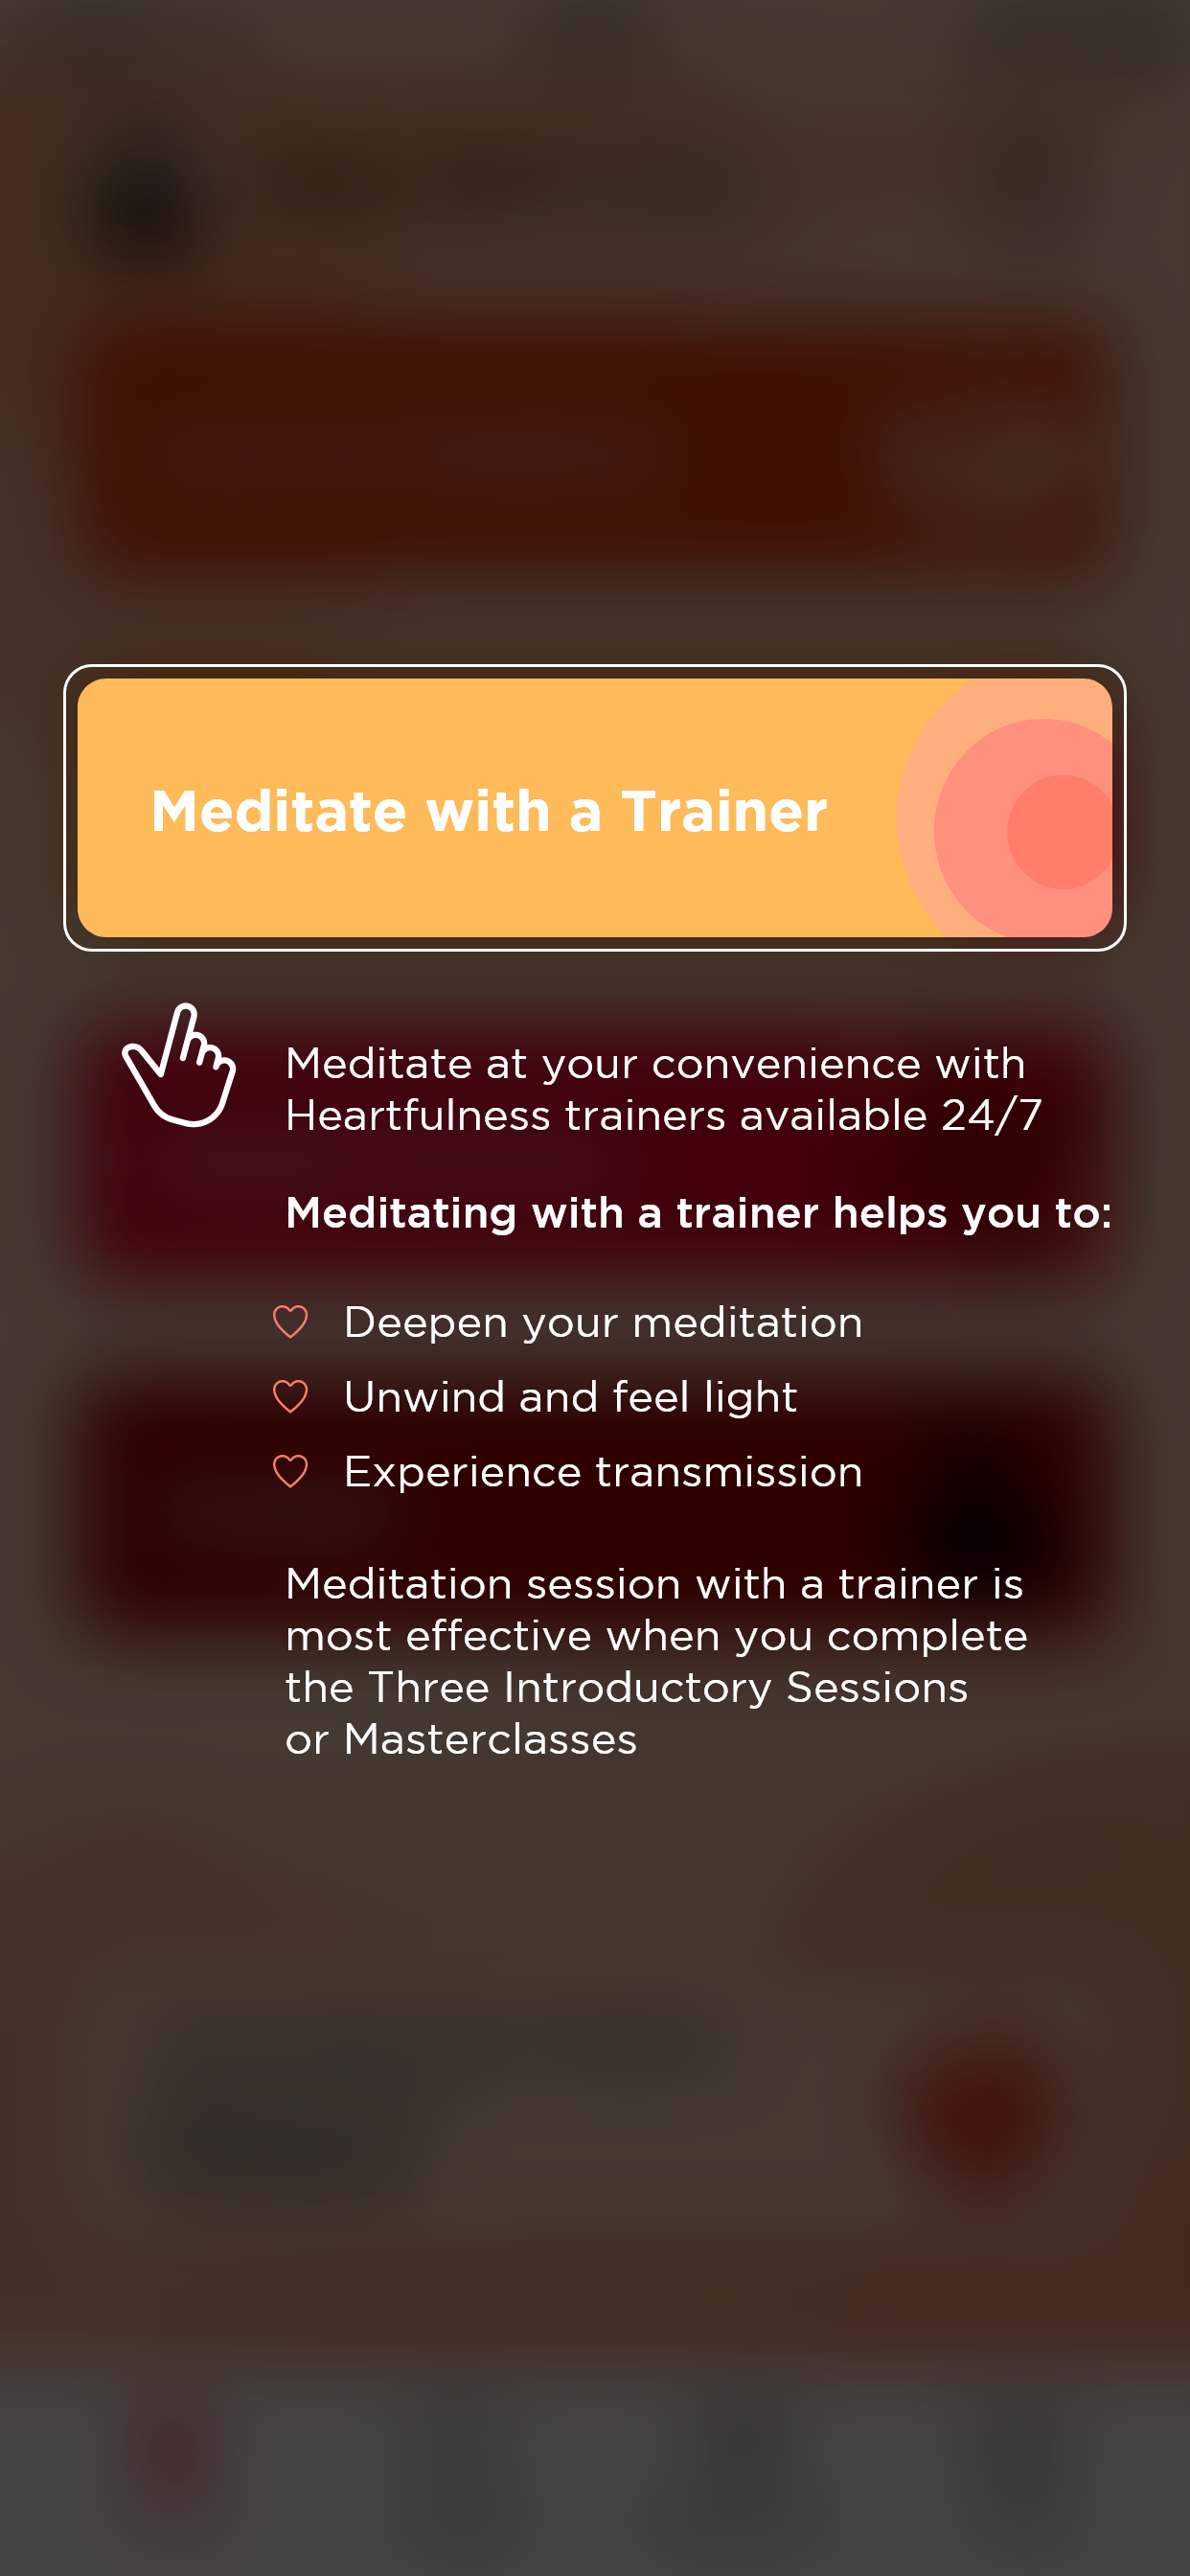 Meditate with a Trainer
Meditate at your convenience with
Heartfulness trainers available 24/7
Meditating with a trainer helps you to:
Deepen your meditation
Unwind and feel light
Experience transmission
Meditation session with a trainer is
most effective when you complete
the Three Introductory Sessions
or Masterclasses